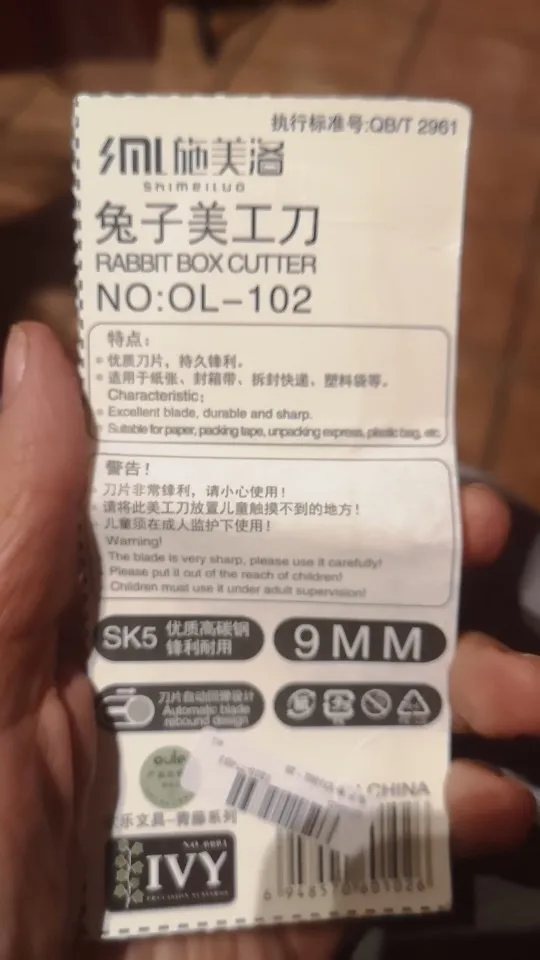 执行标准号:QB/T 2961
SML 施美洛
SHIMEILUO
兔子美工刀
RABBIT BOX CUTTER
NO:OL-102
特点:
优质刀片，持久锋利。
适用于纸张、封箱带、拆封快递、塑料袋等。
Characteristic:
Excellent blade, durable and sharp.
Suitable for paper, packing tape, unpacking express, plastic bag, etc.
警告!
刀片非常锋利，请小心使用!
请将此美工刀放置儿童触摸不到的地方!
儿童须在成人监护下使用!
Warning!
The blade is very sharp, please use it carefully!
Please put it out of the reach of children!
Children must use it under adult supervision!
SK5 优质高碳钢
锋利耐用
9MM
刀片自动回弹设计
Automatic blade
rebound design
CHINA
乐文具-青藤系列
IVY